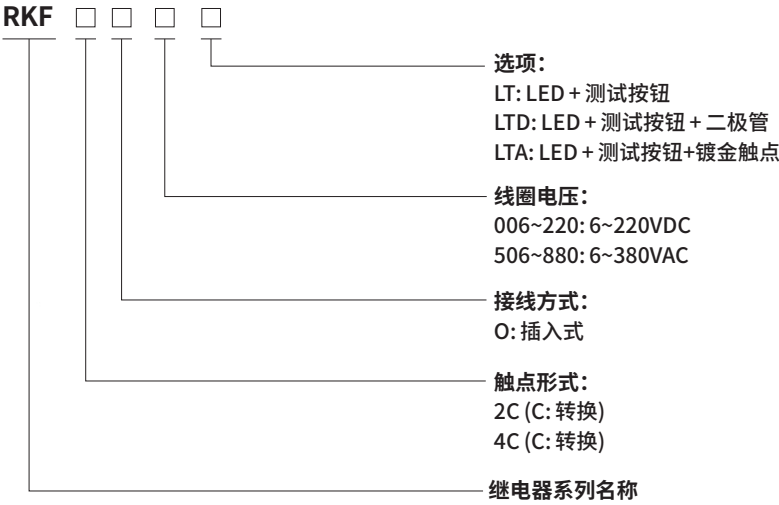 RKF □ □ □ □
选项：
LT: LED + 测试按钮
LTD: LED + 测试按钮 + 二极管
LTA: LED + 测试按钮+镀金触点
线圈电压：
006~220: 6~220VDC
506~880: 6~380VAC
接线方式：
O: 插入式
触点形式：
2C (C: 转换)
4C (C: 转换)
继电器系列名称